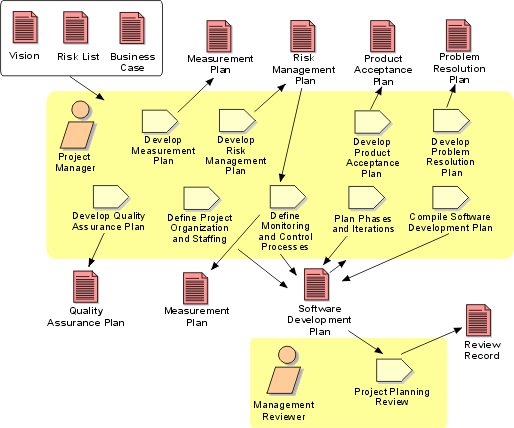 Vision
Risk List
Business
Case
Measurement
Plan
Risk
Management
Plan
Product
Acceptance
Plan
Problem
Resolution
Plan
Project
Manager
Develop
Measurement
Plan
Develop
Risk
Management
Plan
Develop
Product
Acceptance
Plan
Develop
Problem
Resolution
Plan
Develop Quality
Assurance Plan
Define Project
Organization
and Staffing
Define
Monitoring
and Control
Processes
Plan Phases
and Iterations
Compile Software
Development Plan
Quality
Assurance Plan
Measurement
Plan
Software
Development
Plan
Review
Record
Management
Reviewer
Project Planning
Review